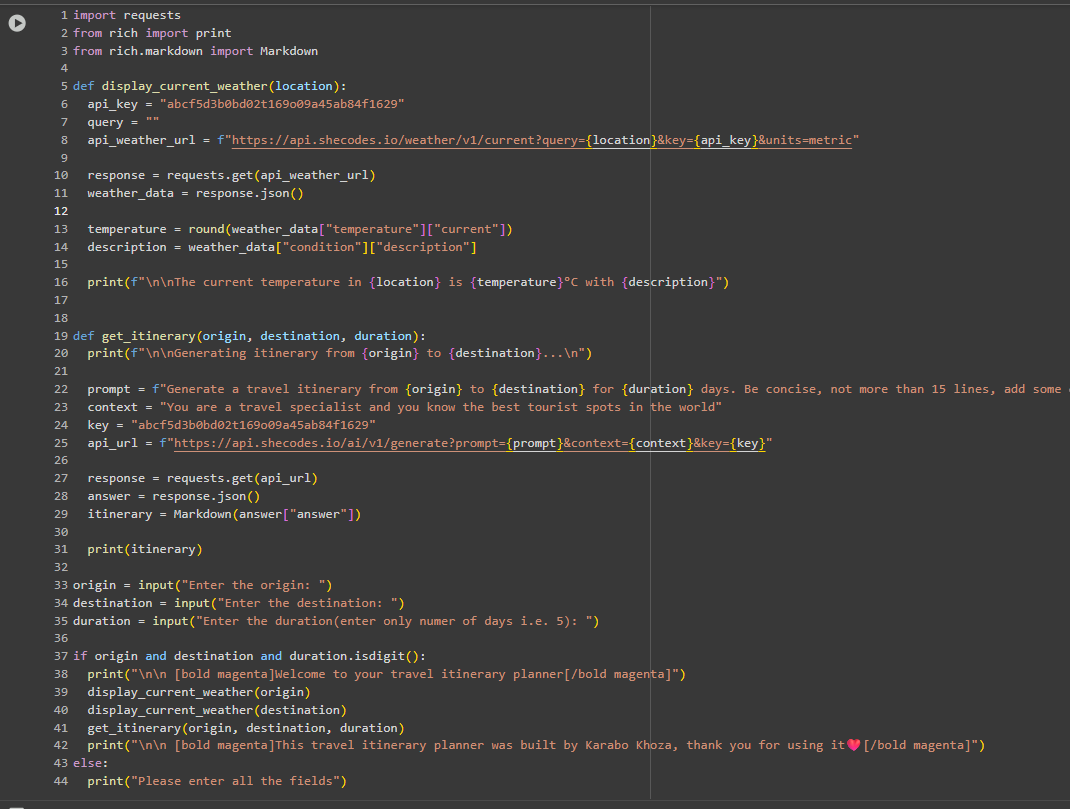 1 import requests
2 from rich import print
3 from rich.markdown import Markdown
4
5 def display_current_weather(location):
6   api_key = "abcf5d3b0bd02t169o09a45ab84f1629"
7   query = ""
8   api_weather_url = f"https://api.shecodes.io/weather/v1/current?query={location}&key={api_key}&units=metric"
9
10   response = requests.get(api_weather_url)
11   weather_data = response.json()
12
13   temperature = round(weather_data["temperature"]["current"])
14   description = weather_data["condition"]["description"]
15
16   print(f"\n\nThe current temperature in {location} is {temperature}°C with {description}")
17
18
19 def get_itinerary(origin, destination, duration):
20   print(f"\n\nGenerating itinerary from {origin} to {destination}...\n")
21
22   prompt = f"Generate a travel itinerary from {origin} to {destination} for {duration} days. Be concise, not more than 15 lines, add some
23   context = "You are a travel specialist and you know the best tourist spots in the world"
24   key = "abcf5d3b0bd02t169o09a45ab84f1629"
25   api_url = f"https://api.shecodes.io/ai/v1/generate?prompt={prompt}&context={context}&key={key}"
26
27   response = requests.get(api_url)
28   answer = response.json()
29   itinerary = Markdown(answer["answer"])
30
31   print(itinerary)
32
33 origin = input("Enter the origin: ")
34 destination = input("Enter the destination: ")
35 duration = input("Enter the duration(enter only numer of days i.e. 5): ")
36
37 if origin and destination and duration.isdigit():
38   print("\n\n [bold magenta]Welcome to your travel itinerary planner[/bold magenta]")
39   display_current_weather(origin)
40   display_current_weather(destination)
41   get_itinerary(origin, destination, duration)
42   print("\n\n [bold magenta]This travel itinerary planner was built by Karabo Khoza, thank you for using it💗[/bold magenta]")
43 else:
44   print("Please enter all the fields")